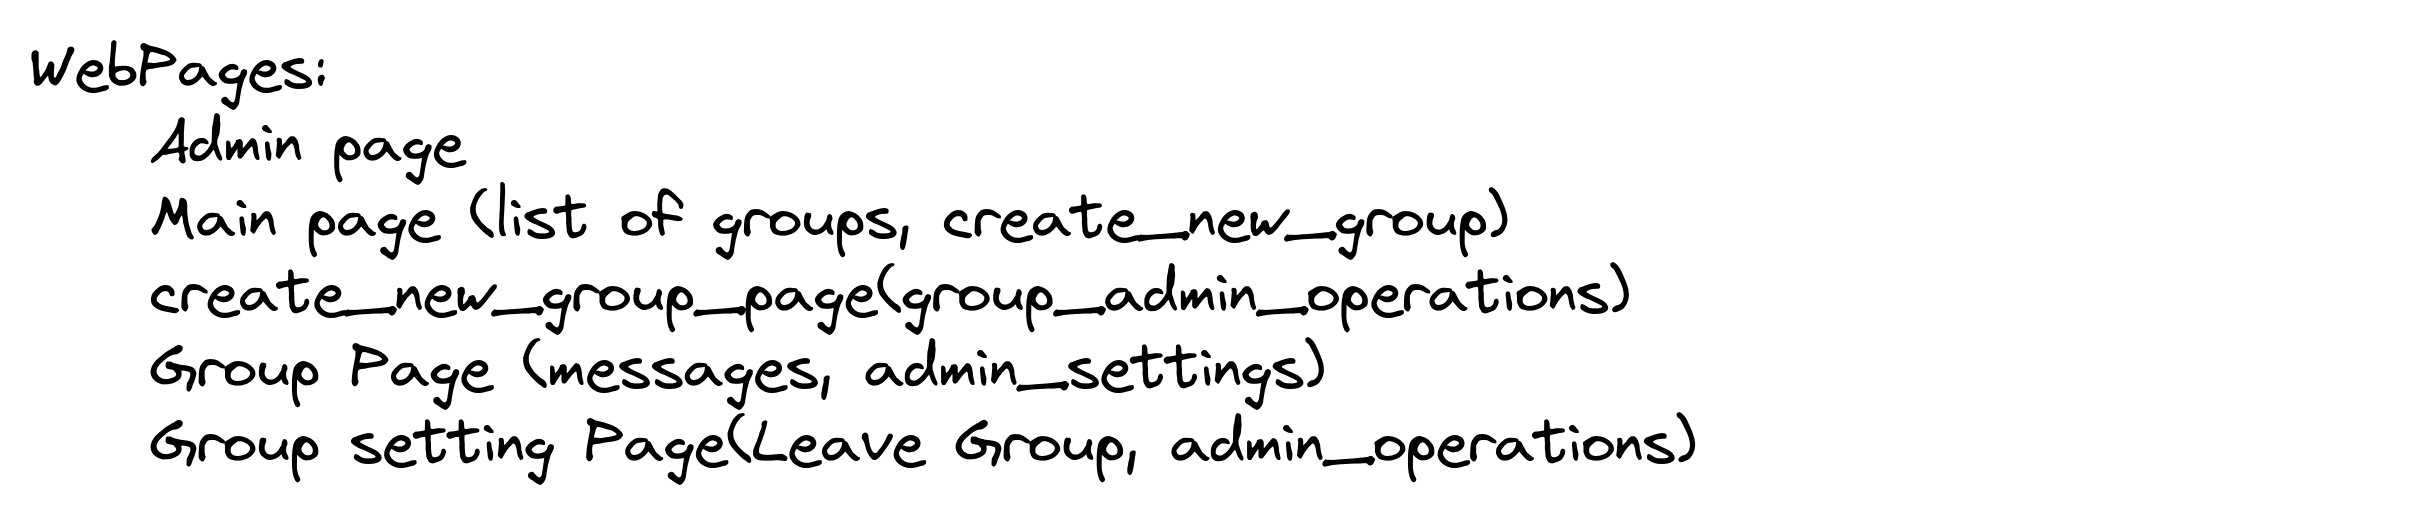 WebPages:
Admin page
Main page (list of groups, create_new_group)
create_new_group_page(group_admin_operations)
Group Page (messages, admin_settings)
Group setting Page(Leave Group, admin_operations)